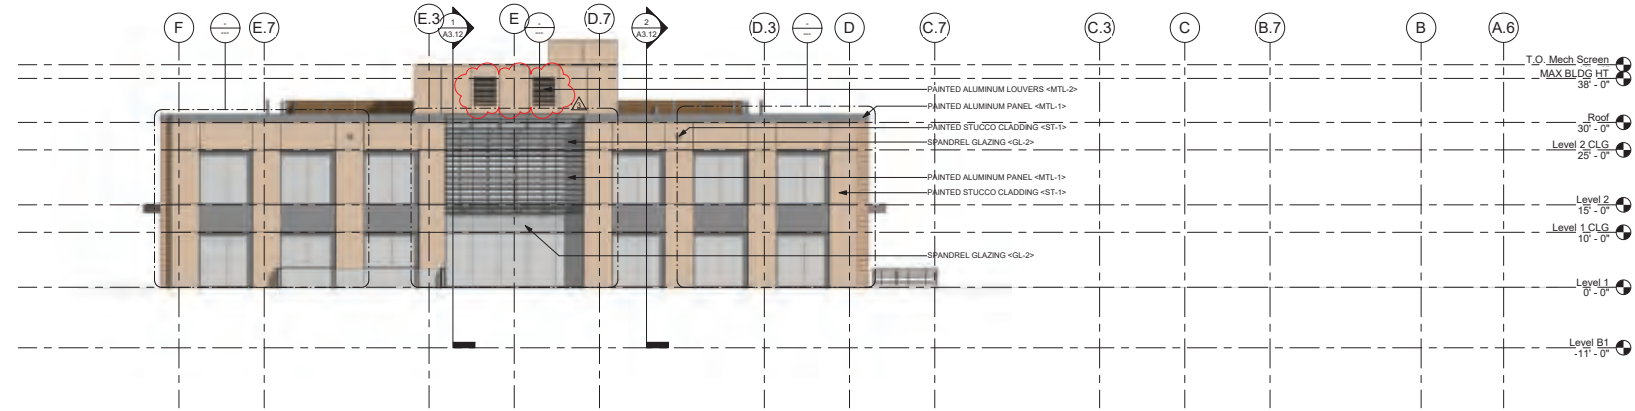 F
-
---
E.7
E.3
1
A3.12
E
-
---
D.7
2
A3.12
D.3
-
---
D
C.7
C.3
C
B.7
B
A.6
T.O. Mech Screen
MAX BLDG HT
38' - 0"
PAINTED ALUMINUM LOUVERS <MTL-2>
PAINTED ALUMINUM PANEL <MTL-1>
Roof
30' - 0"
PAINTED STUCCO CLADDING <ST-1>
SPANDREL GLAZING <GL-2>
Level 2 CLG
25' - 0"
PAINTED ALUMINUM PANEL <MTL-1>
PAINTED STUCCO CLADDING <ST-1>
Level 2
15' - 0"
Level 1 CLG
10' - 0"
SPANDREL GLAZING <GL-2>
Level 1
0' - 0"
Level B1
-11' - 0"